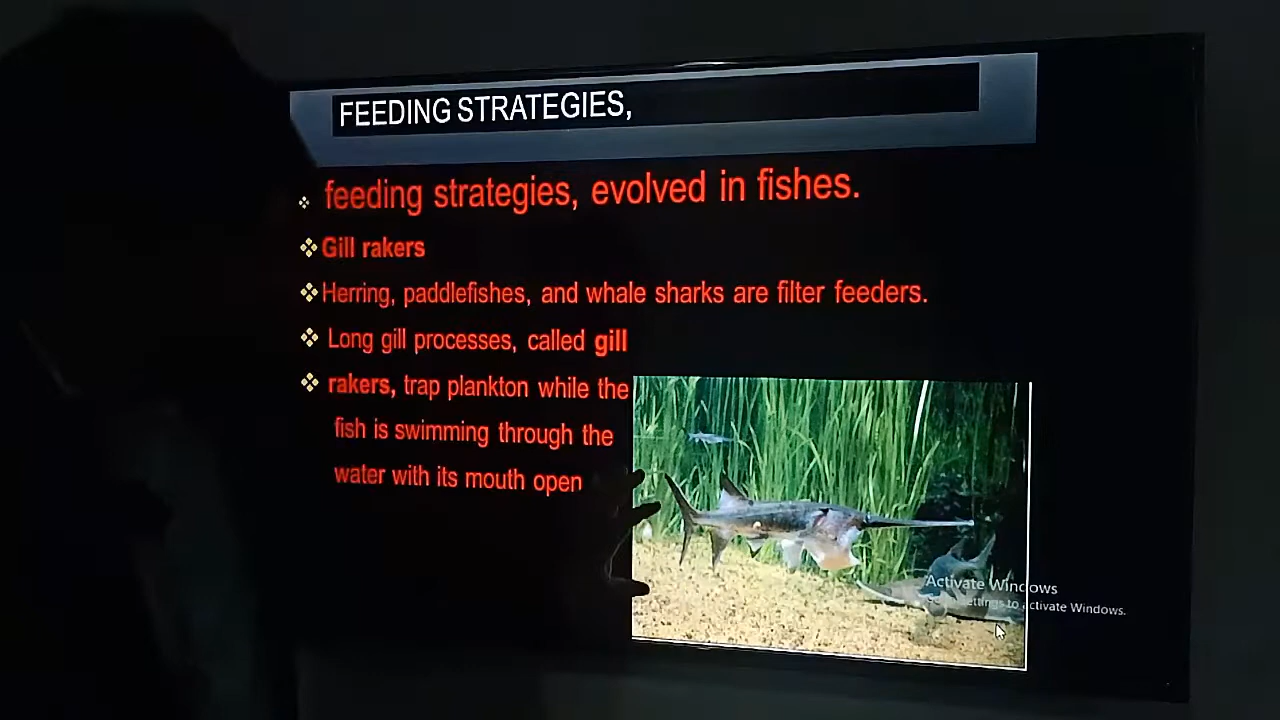 FEEDING STRATEGIES,
feeding strategies, evolved in fishes.
Gill rakers
Herring, paddlefishes, and whale sharks are filter feeders.
Long gill processes, called gill
rakers, trap plankton while the
fish is swimming through the
water with its mouth open
Activate Windows
settings to activate Windows.